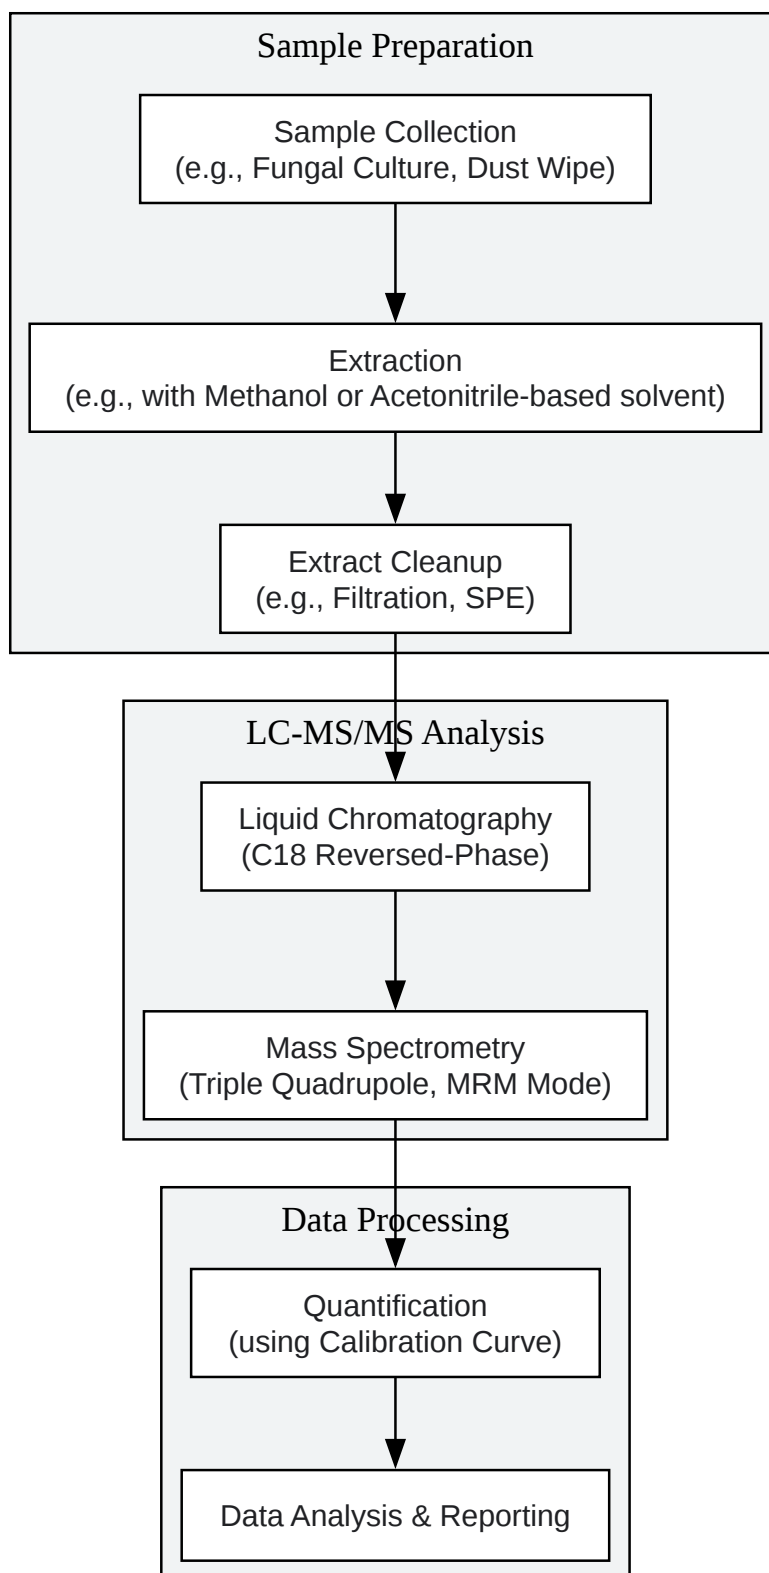 Sample Preparation
Sample Collection
(e.g., Fungal Culture, Dust Wipe)
Extraction
(e.g., with Methanol or Acetonitrile-based solvent)
Extract Cleanup
(e.g., Filtration, SPE)
LC-MS/MS Analysis
Liquid Chromatography
(C18 Reversed-Phase)
Mass Spectrometry
(Triple Quadrupole, MRM Mode)
Data Processing
Quantification
(using Calibration Curve)
Data Analysis & Reporting